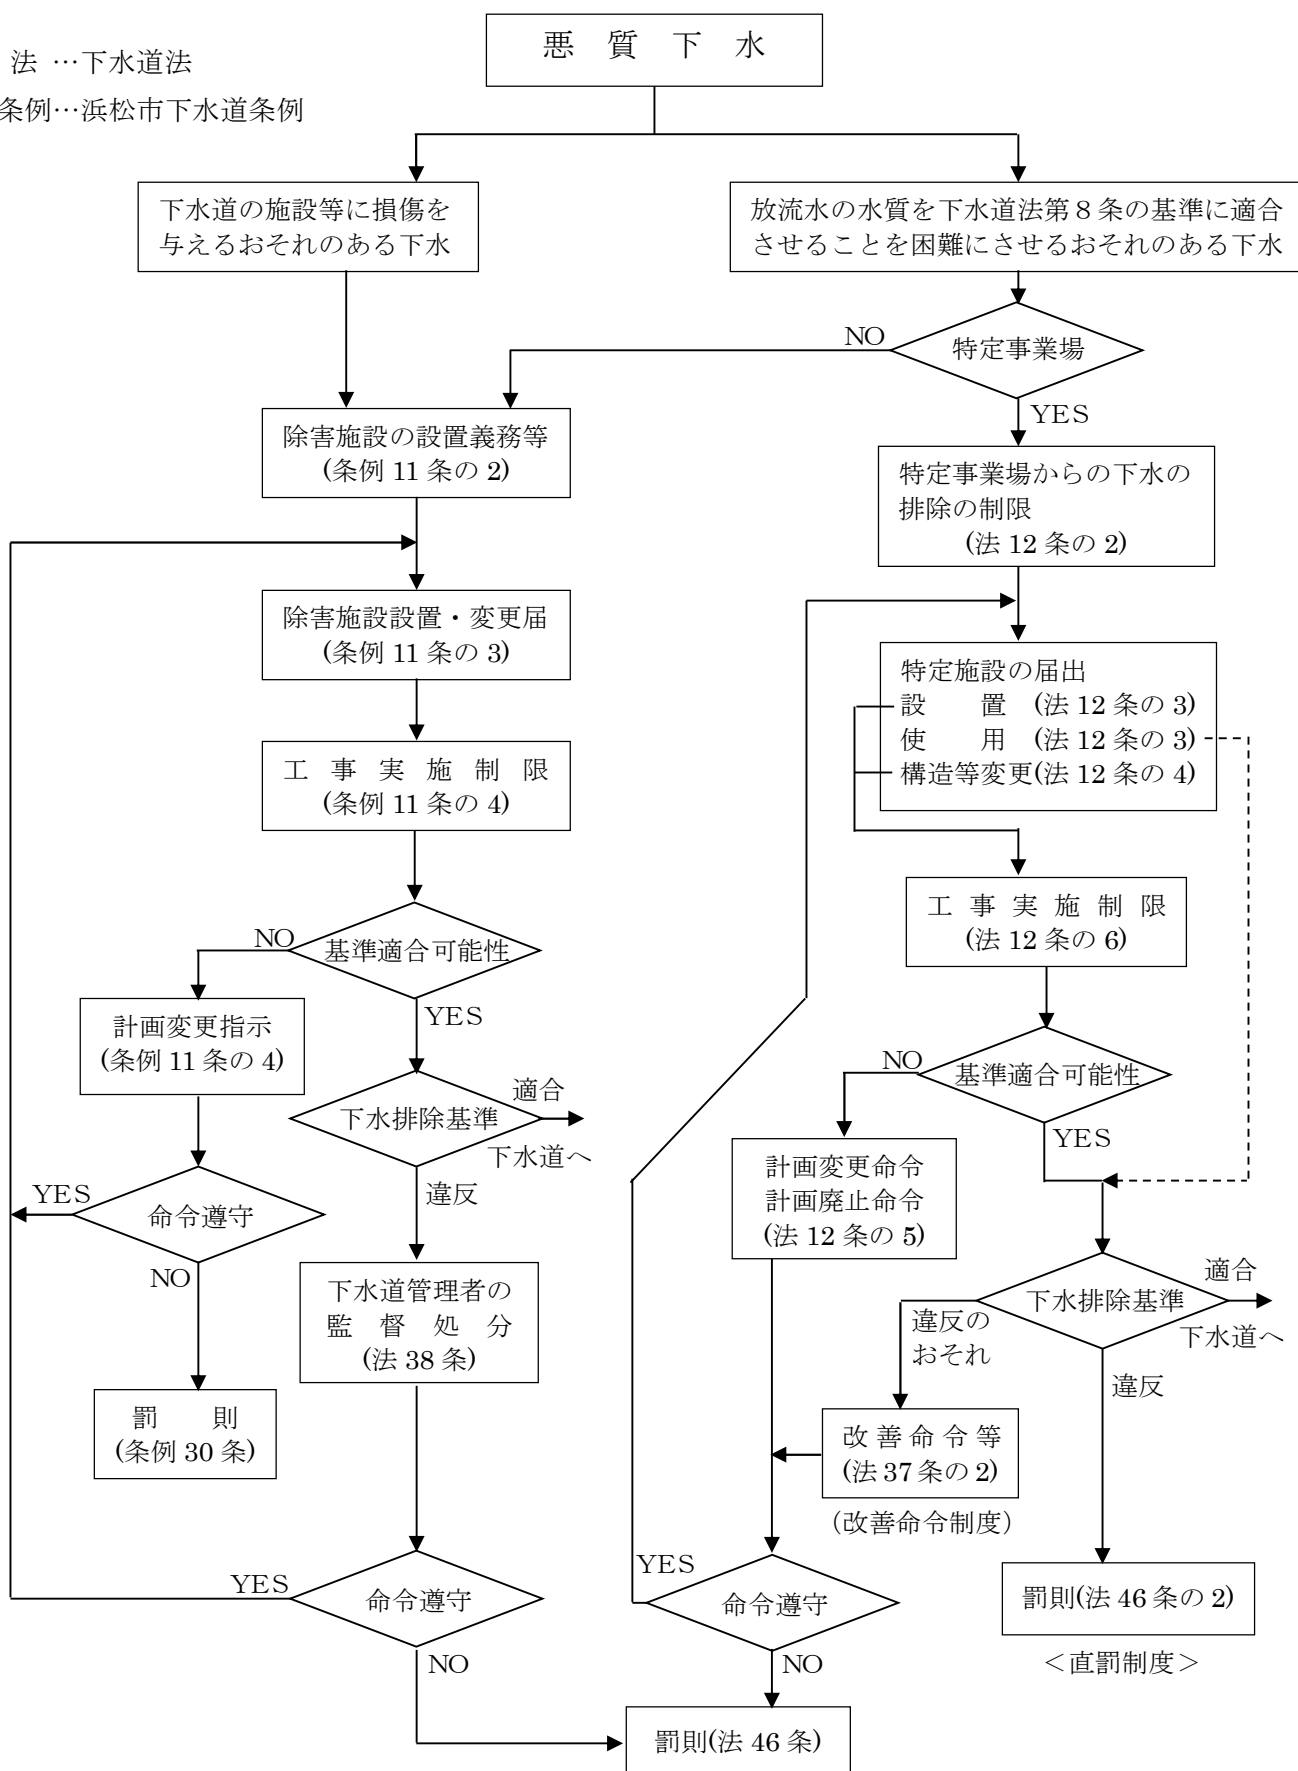 悪 質 下 水
法 …下水道法
条例…浜松市下水道条例
下水道の施設等に損傷を
与えるおそれのある下水
放流水の水質を下水道法第８条の基準に適合
させることを困難にさせるおそれのある下水
NO
特定事業場
YES
除害施設の設置義務等
(条例 11 条の 2)
特定事業場からの下水の
排除の制限
(法 12 条の 2)
除害施設設置・変更届
(条例 11 条の 3)
特定施設の届出
設 置 (法 12 条の 3)
使 用 (法 12 条の 3)
構造等変更(法 12 条の 4)
工 事 実 施 制 限
(条例 11 条の 4)
工 事 実 施 制 限
(法 12 条の 6)
NO
基準適合可能性
YES
計画変更指示
(条例 11 条の 4)
NO
基準適合可能性
YES
下水排除基準
適合
下水道へ
違反
計画変更命令
計画廃止命令
(法 12 条の 5)
YES
命令遵守
NO
下水道管理者の
監 督 処 分
(法 38 条)
下水排除基準
適合
下水道へ
違反の
おそれ
違反
罰 則
(条例 30 条)
改 善 命 令 等
(法 37 条の 2)
(改善命令制度)
YES
命令遵守
NO
YES
命令遵守
NO
罰則(法 46 条の 2)
＜直罰制度＞
罰則(法 46 条)